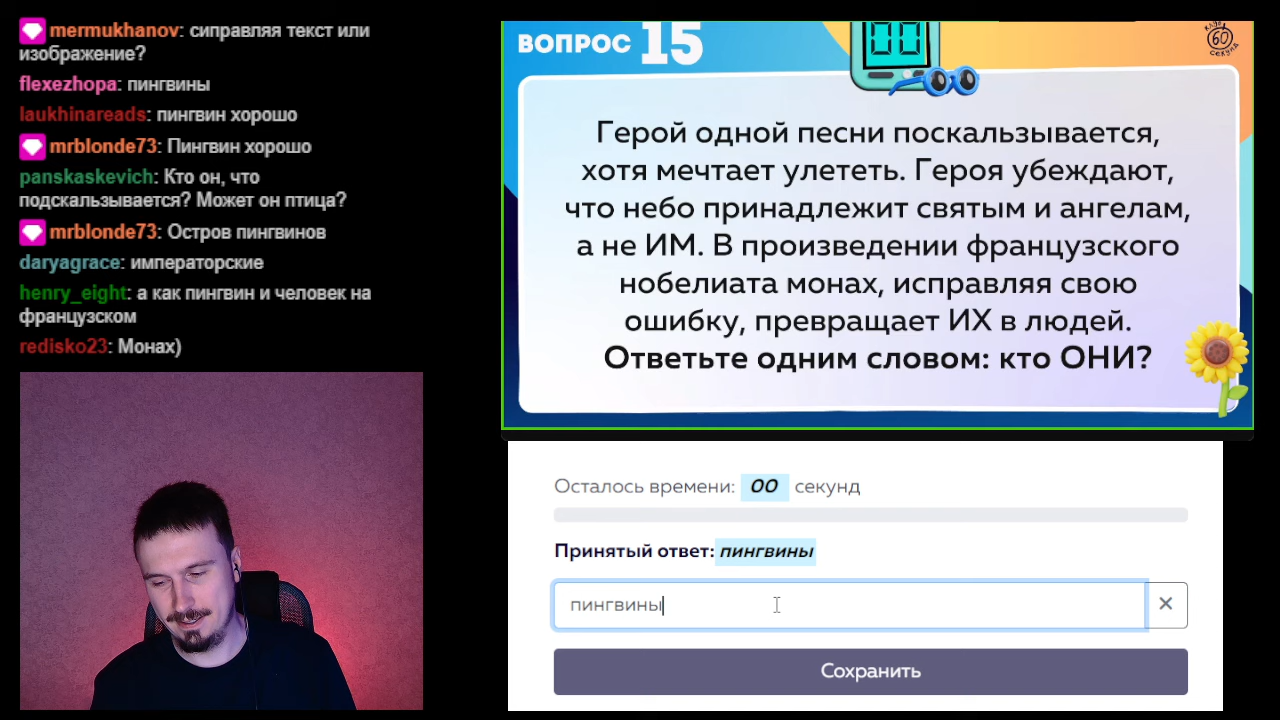 mermukhanov: сиправляя текст или
изображение?
flexezhopa: пингвины
laukhinareads: пингвин хорошо
mrblonde73: Пингвин хорошо
panskaskevich: Кто он, что
подскальзывается? Может он птица?
mrblonde73: Остров пингвинов
daryagrace: императорские
henry_eight: а как пингвин и человек на
французском
redisko23: Монах)
ВОПРОС 15
00
КЛУБ
60
СЕКУНД
Герой одной песни поскальзывается,
хотя мечтает улететь. Героя убеждают,
что небо принадлежит святым и ангелам,
а не ИМ. В произведении французского
нобелиата монах, исправляя свою
ошибку, превращает ИХ в людей.
Ответьте одним словом: кто ОНИ?
Осталось времени: 00 секунд
Принятый ответ: пингвины
пингвины
Сохранить